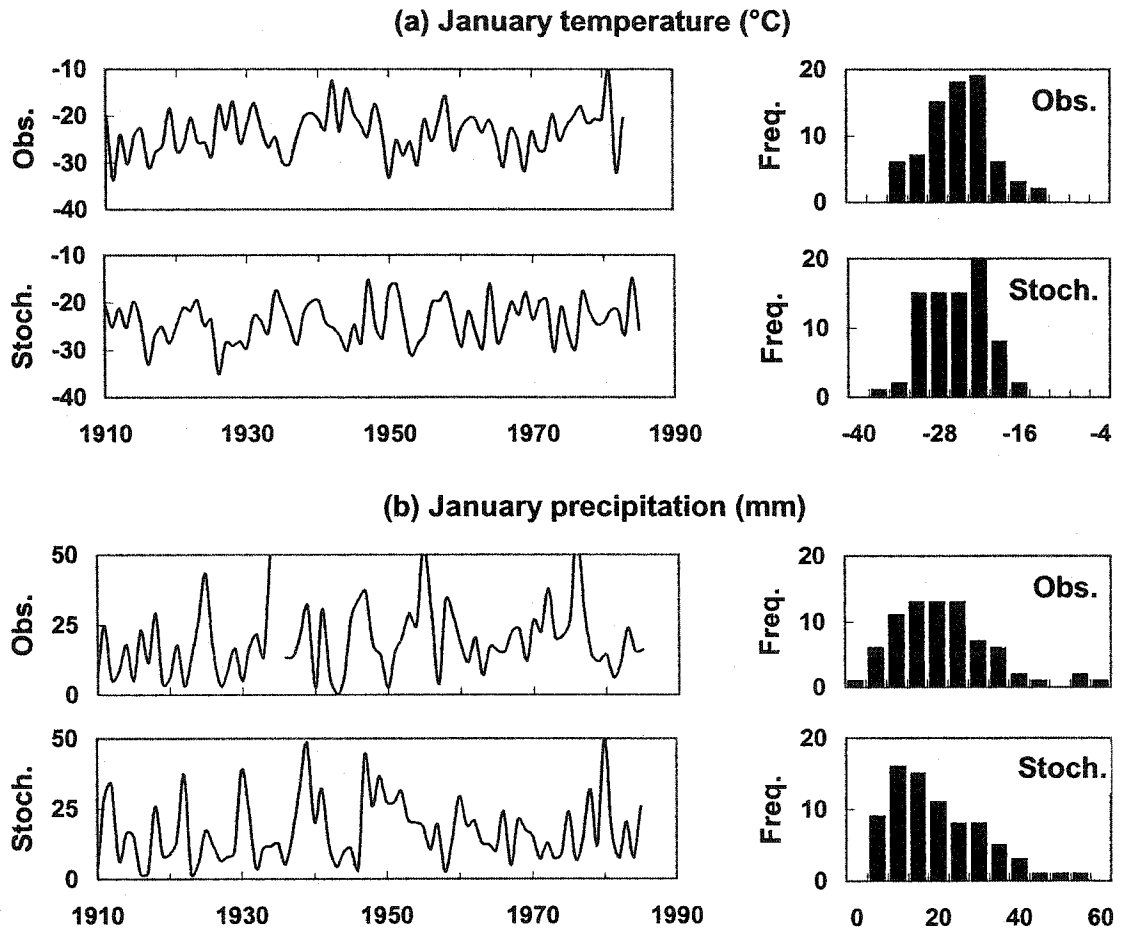 (a) January temperature (°C)
-10
-20
-30
-40
Obs.
20
10
0
Freq.
Obs.
-10
-20
-30
-40
Stoch.
1910 1930 1950 1970 1990
20
10
0
Freq.
Stoch.
-40 -28 -16 -4
(b) January precipitation (mm)
50
25
0
Obs.
20
10
0
Freq.
Obs.
50
25
0
Stoch.
1910 1930 1950 1970 1990
20
10
0
Freq.
Stoch.
0 20 40 60